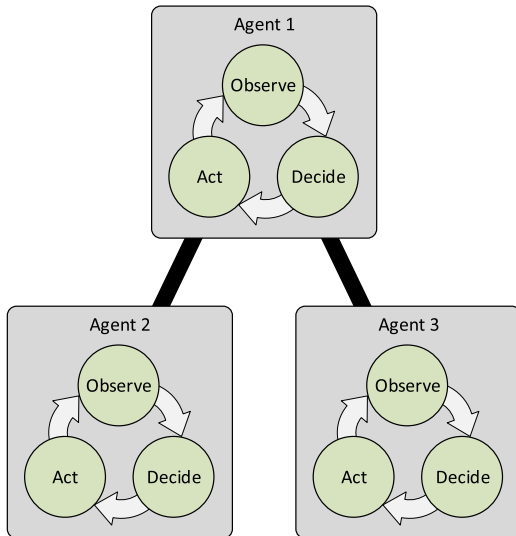 Agent 1
Observe
Act
Decide
Agent 2
Observe
Act
Decide
Agent 3
Observe
Act
Decide